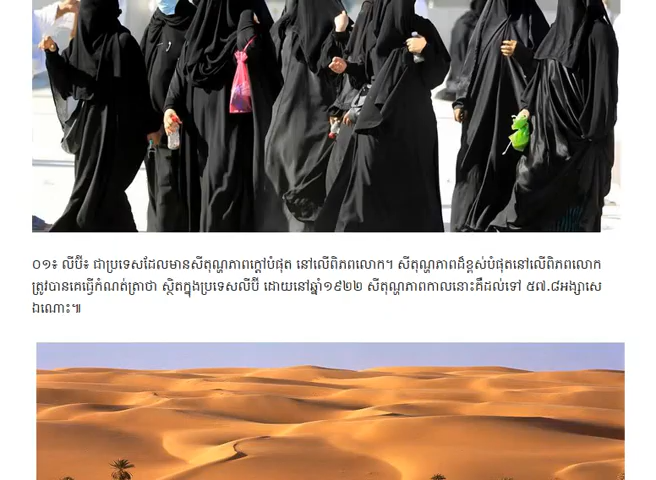 ០១៖ លីប៊ី៖ ជាប្រទេសដែលមានសីតុណ្ហភាពក្តៅបំផុត នៅលើពិភពលោក។ សីតុណ្ហភាពដ៏ខ្ពស់បំផុតនៅលើពិភពលោក
ត្រូវបានគេធ្វើកំណត់ត្រាថា ស្ថិតក្នុងប្រទេសលីប៊ី ដោយនៅឆ្នាំ១៩២២ សីតុណ្ហភាពកាលនោះគឺដល់ទៅ ៥៧.៨អង្សាសេ
ឯណោះ៕